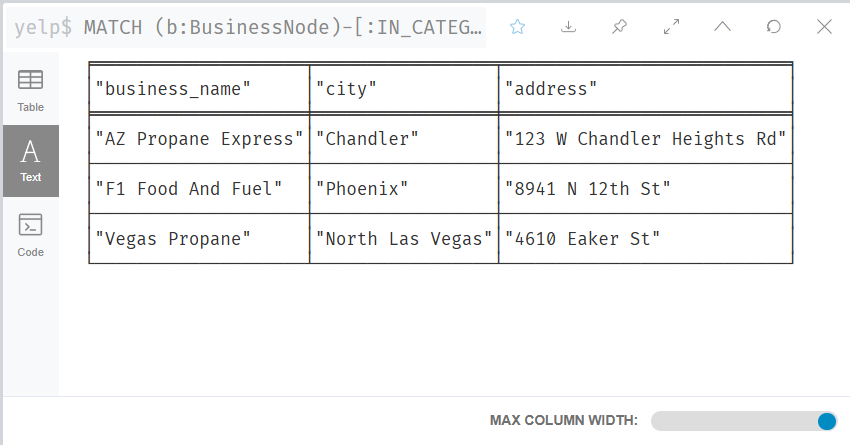 yelp$ MATCH (b:BusinessNode)-[:IN_CATEG…
Table
Text
Code
"business_name" "city" "address"
"AZ Propane Express" "Chandler" "123 W Chandler Heights Rd"
"F1 Food And Fuel" "Phoenix" "8941 N 12th St"
"Vegas Propane" "North Las Vegas" "4610 Eaker St"
MAX COLUMN WIDTH: